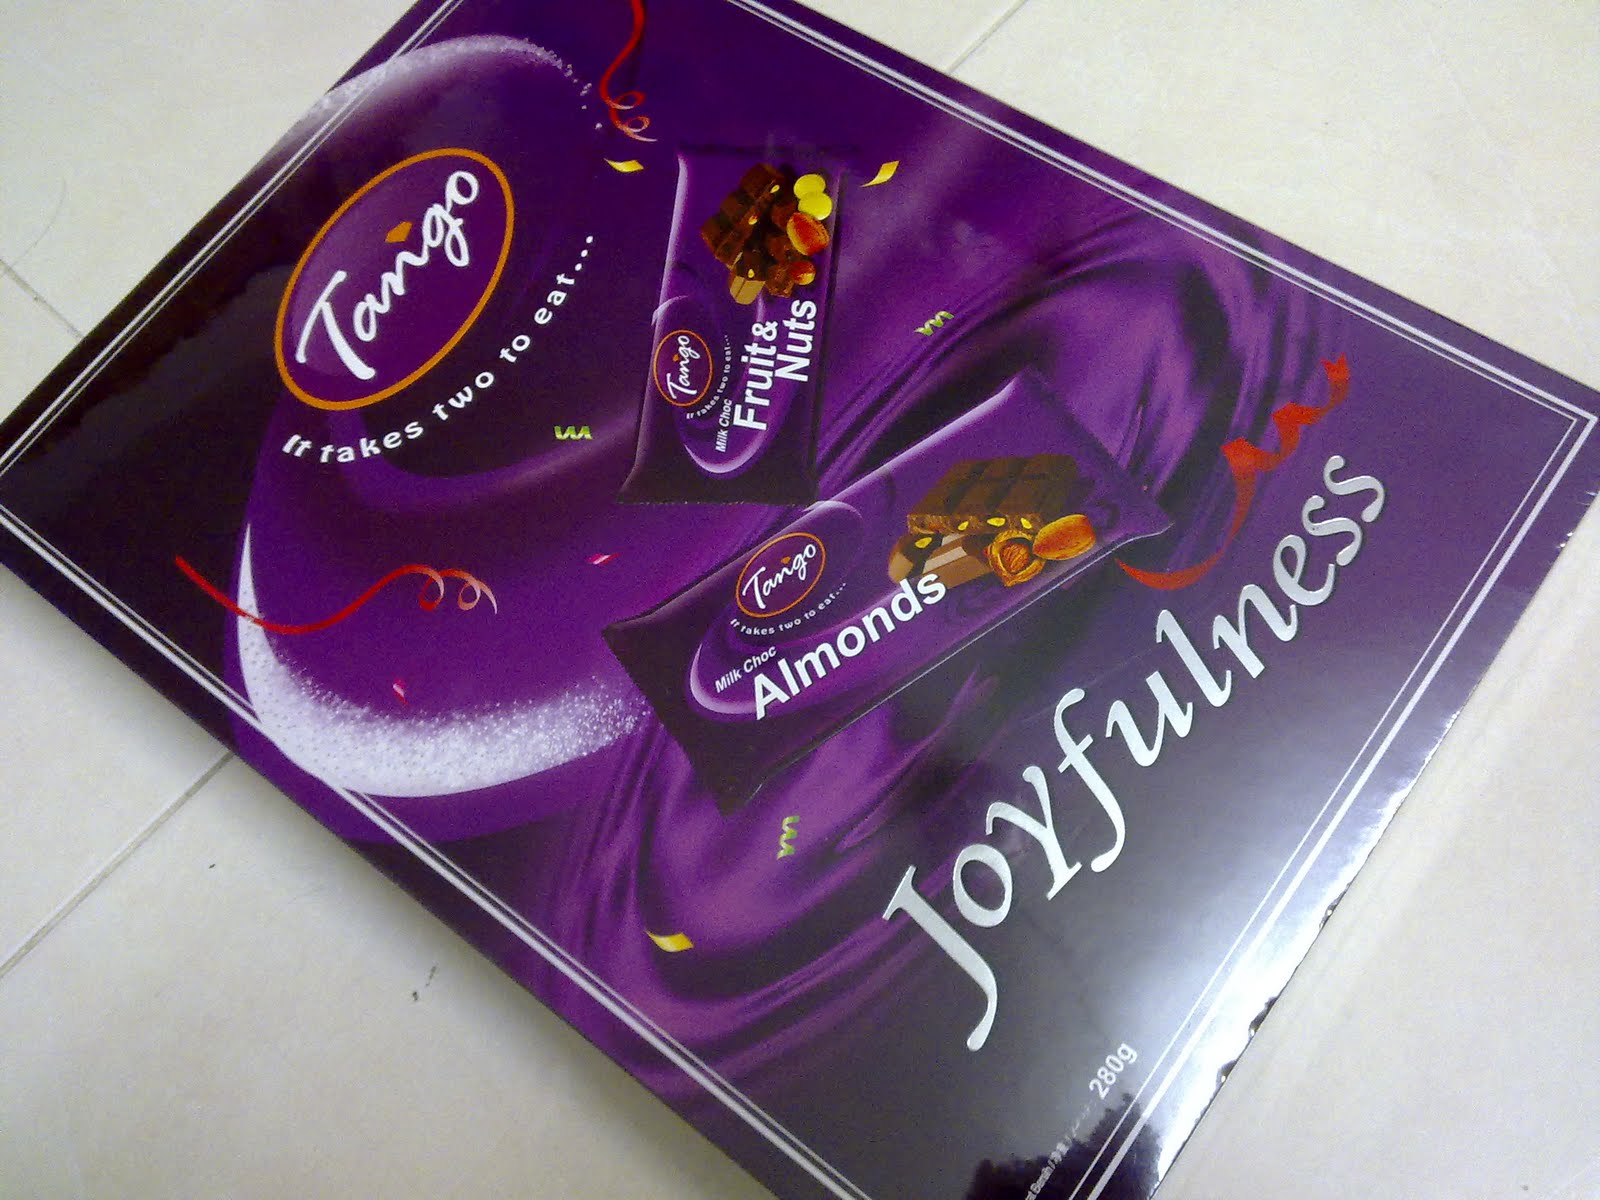 Tango
It takes two to eat...
Tango
It takes two to eat...
Milk Choc
Fruit &
Nuts
Tango
It takes two to eat...
Milk Choc
Almonds
Joyfulness
280g